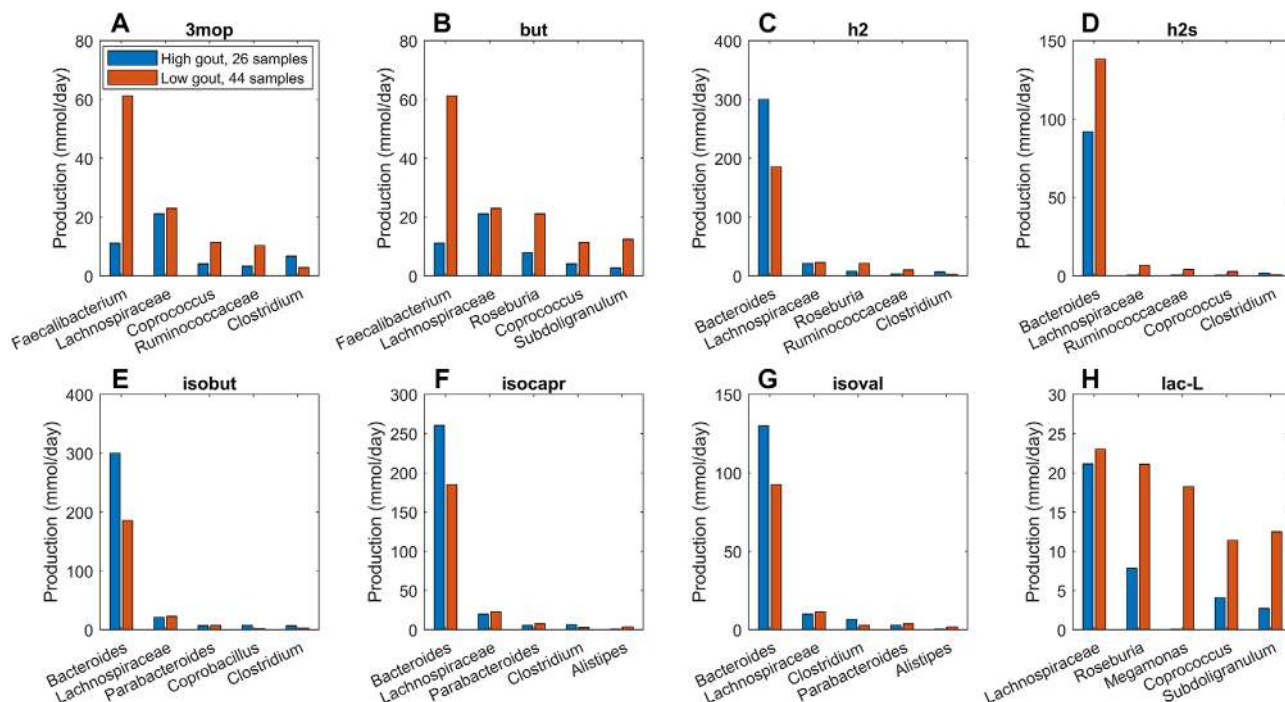 A 3mop
Production (mmol/day)
80
60
40
20
0
High gout, 26 samples
Low gout, 44 samples
Faecalibacterium
Lachnospiraceae
Coprococcus
Ruminococcaceae
Clostridium
B but
Production (mmol/day)
80
60
40
20
0
Faecalibacterium
Lachnospiraceae
Roseburia
Coprococcus
Subdoligranulum
C h2
Production (mmol/day)
400
300
200
100
0
Bacteroides
Lachnospiraceae
Roseburia
Ruminococcaceae
Clostridium
D h2s
Production (mmol/day)
150
100
50
0
Bacteroides
Lachnospiraceae
Ruminococcaceae
Coprococcus
Clostridium
E isobut
Production (mmol/day)
400
300
200
100
0
Bacteroides
Lachnospiraceae
Parabacteroides
Coprobacillus
Clostridium
F isocapr
Production (mmol/day)
300
250
200
150
100
50
0
Bacteroides
Lachnospiraceae
Parabacteroides
Clostridium
Alistipes
G isoval
Production (mmol/day)
150
100
50
0
Bacteroides
Lachnospiraceae
Clostridium
Parabacteroides
Alistipes
H lac-L
Production (mmol/day)
30
25
20
15
10
5
0
Lachnospiraceae
Roseburia
Megamonas
Coprococcus
Subdoligranulum